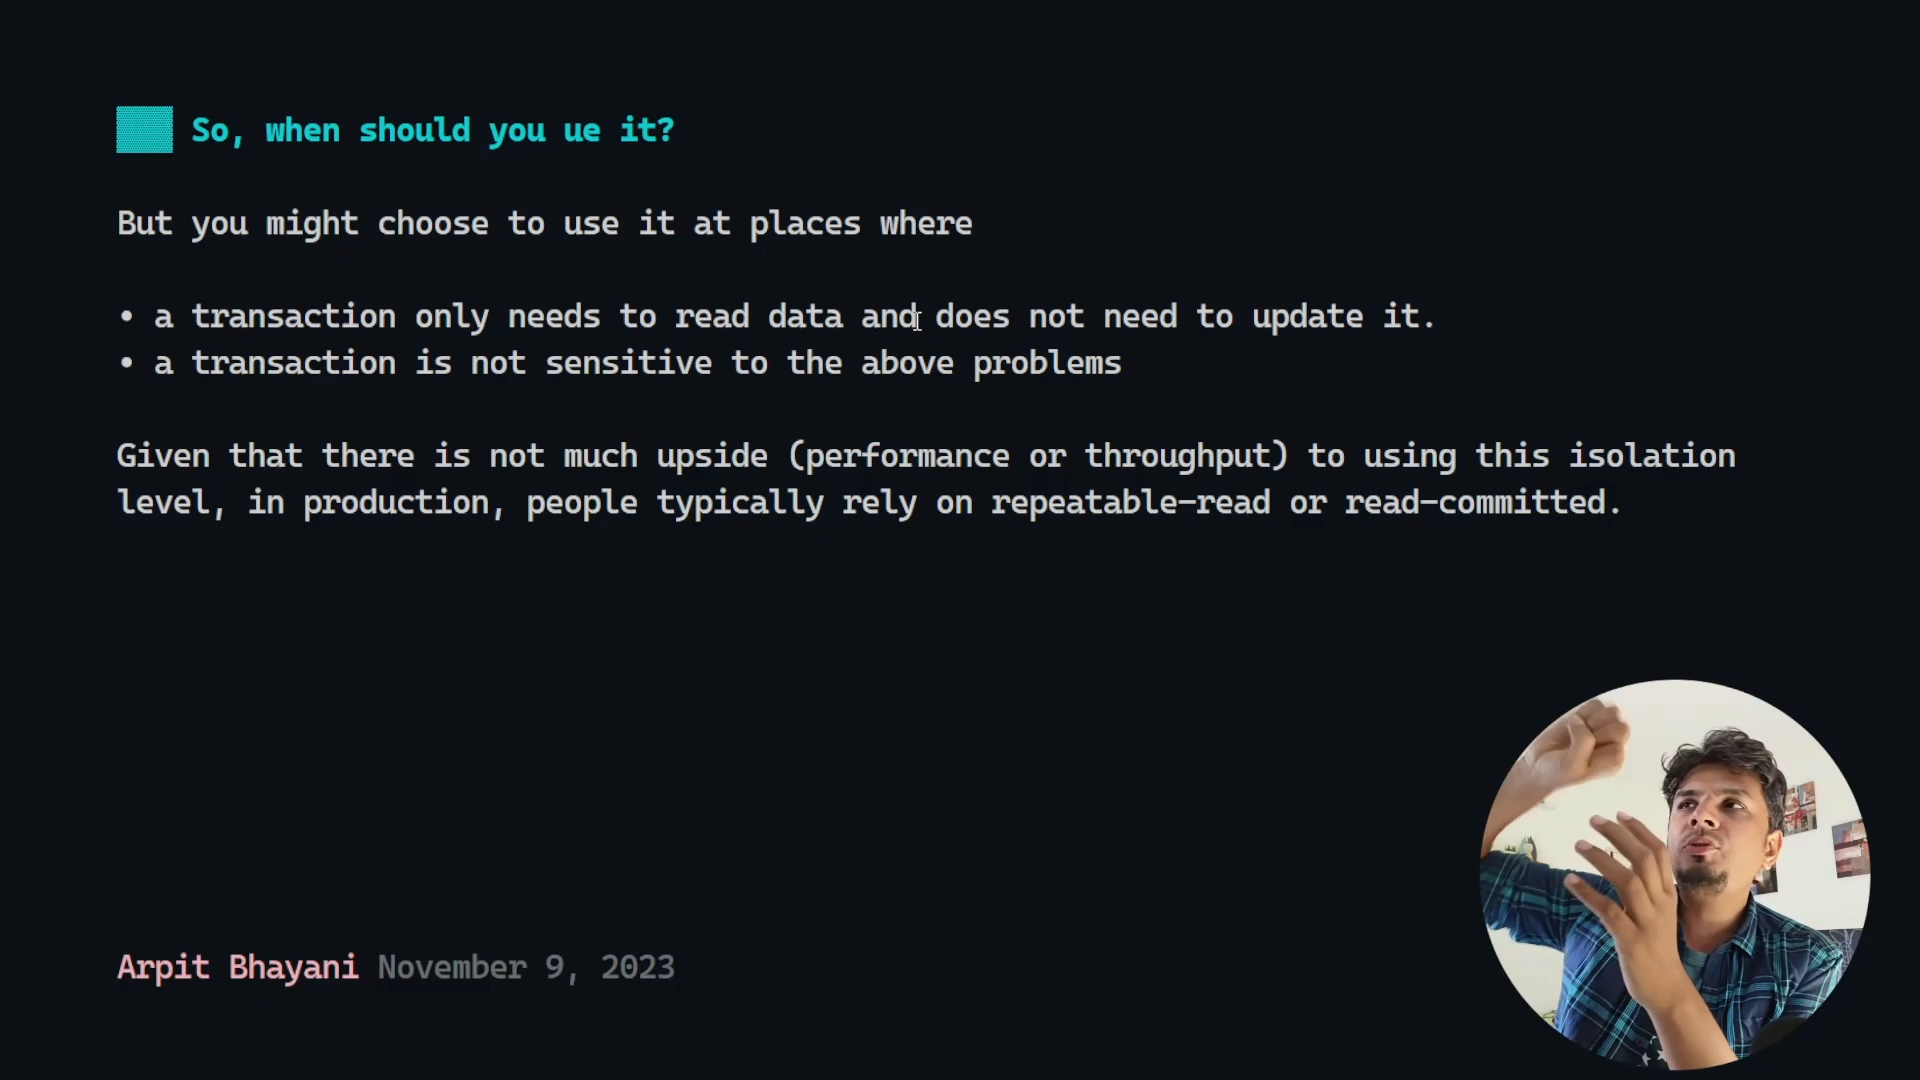 So, when should you ue it?
But you might choose to use it at places where
• a transaction only needs to read data and does not need to update it.
• a transaction is not sensitive to the above problems
Given that there is not much upside (performance or throughput) to using this isolation
level, in production, people typically rely on repeatable-read or read-committed.
Arpit Bhayani November 9, 2023